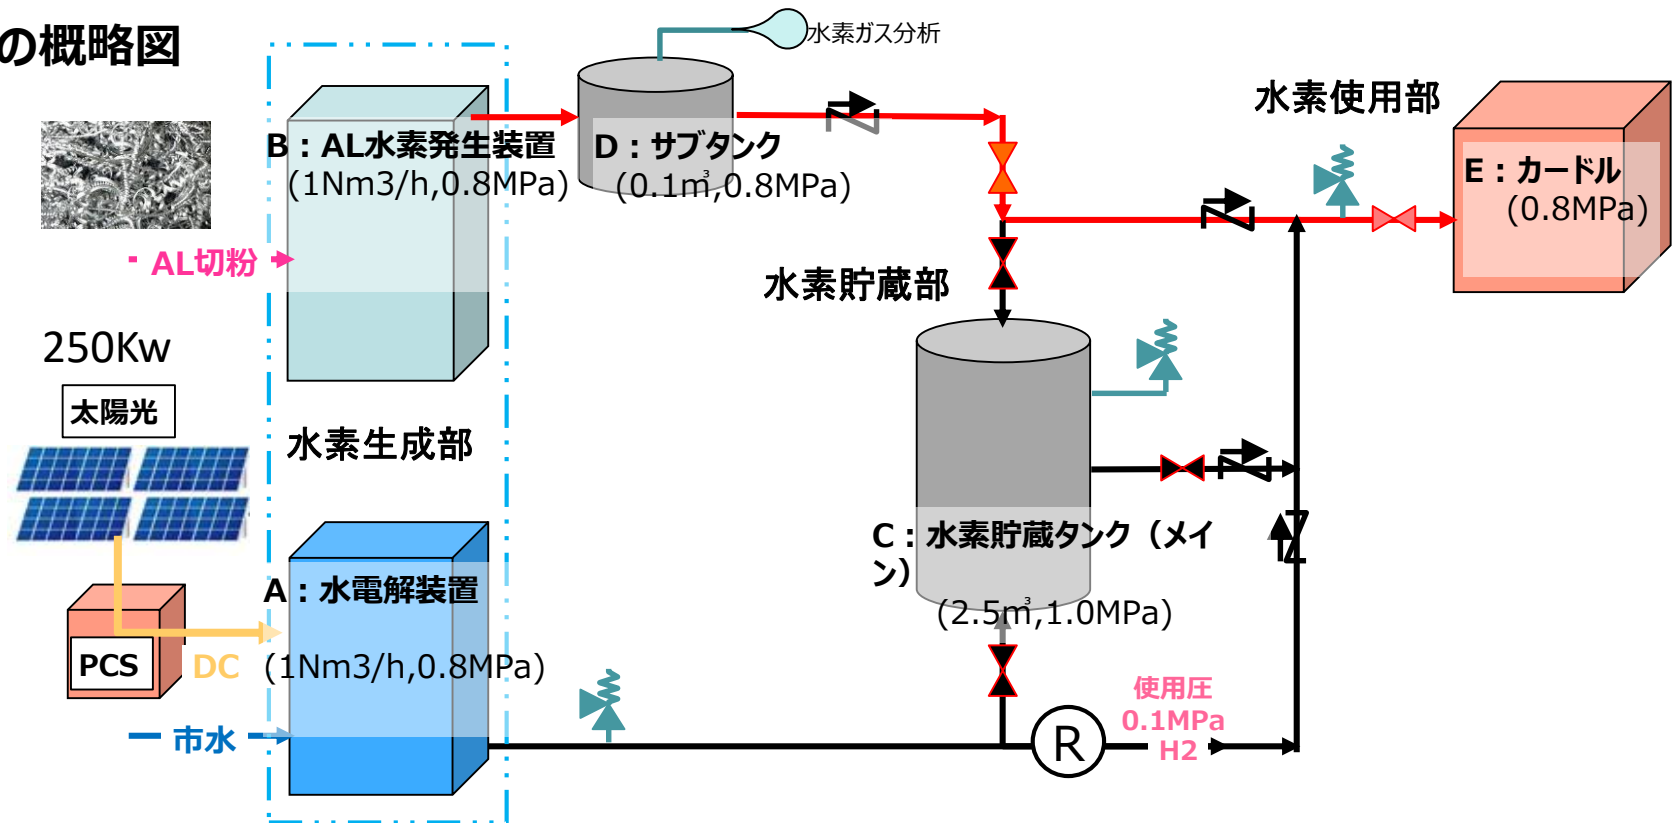 の概略図
水素ガス分析
水素使用部
B：AL水素発生装置
(1Nm3/h,0.8MPa)
D：サブタンク
(0.1㎥,0.8MPa)
E：カードル
(0.8MPa)
AL切粉
水素貯蔵部
250Kw
太陽光
水素生成部
C：水素貯蔵タンク（メイ
ン）
(2.5㎥,1.0MPa)
A：水電解装置
(1Nm3/h,0.8MPa)
PCS
DC
市水
R
使用圧
0.1MPa
H2